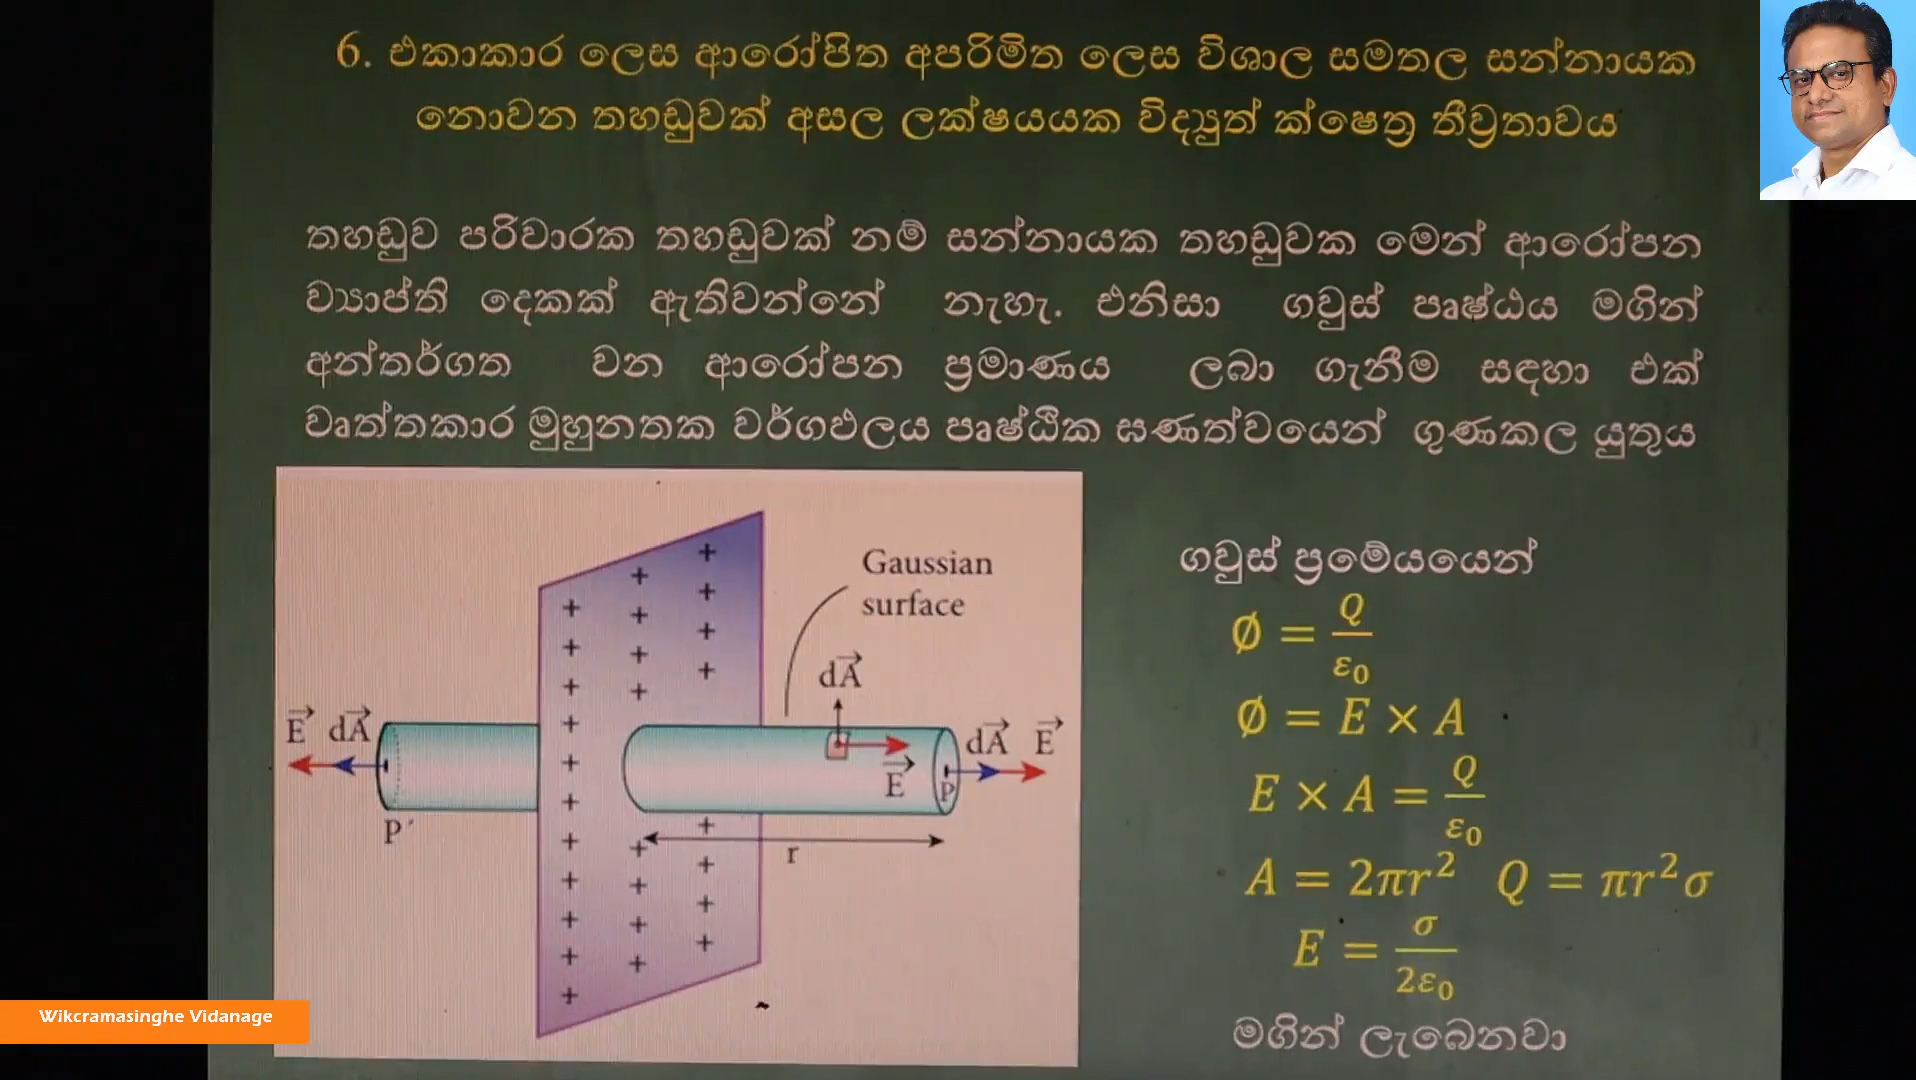 6. ඒකාකාර ලෙස ආරෝපිත අපරිමිත ලෙස විශාල සමතල සන්නායක
නොවන තහඩුවක් අසල ලක්ෂයයක විද්‍යුත් ක්ෂෙත්‍ර තීව්‍රතාවය
තහඩුව පරිවාරක තහඩුවක් නම් සන්නායක තහඩුවක මෙන් ආරෝපන
ව්‍යාප්ති දෙකක් ඇතිවන්නේ නැහැ. එනිසා ගවුස් පෘෂ්ඨය මගින්
අන්තර්ගත වන ආරෝපන ප්‍රමාණය ලබා ගැනීම සඳහා එක්
වෘත්තකාර මුහුනතක වර්ගඵලය පෘෂ්ඨික ඝණත්වයෙන් ගුණකල යුතුය
Gaussian
surface
dA⃗
E⃗ dA⃗
dA⃗ E⃗
E⃗
P
P′
r
ගවුස් ප්‍රමේයයෙන්
∅ = Q/ε₀
∅ = E × A
E × A = Q/ε₀
A = 2πr² Q = πr²σ
E = σ/2ε₀
මගින් ලැබෙනවා
Wikcramasinghe Vidanage